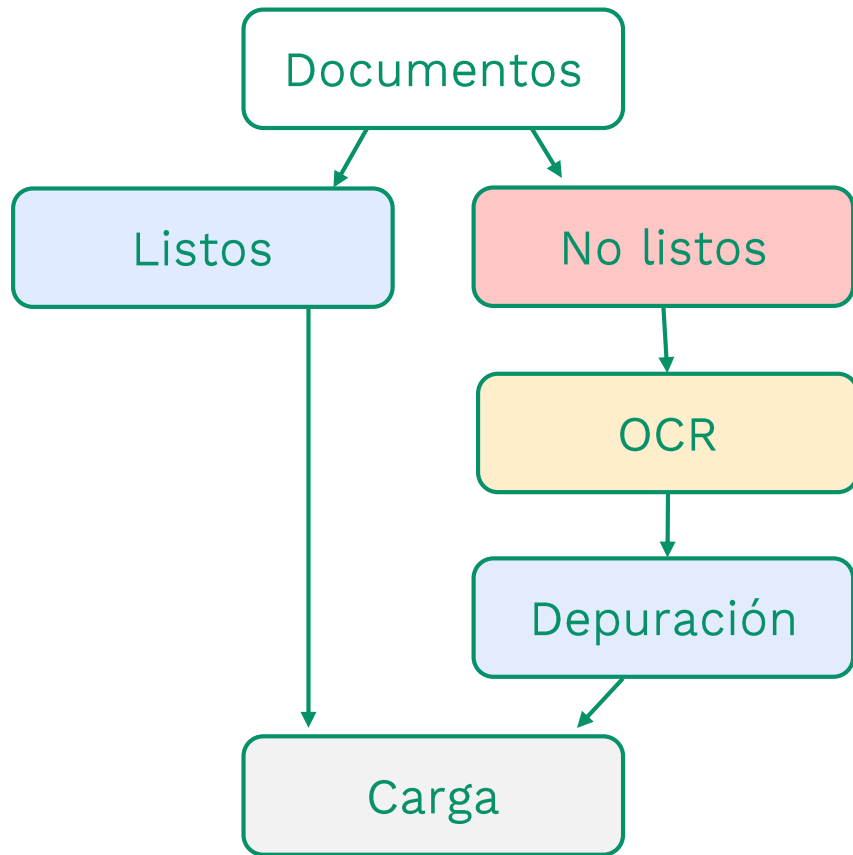 Documentos
Listos
No listos
OCR
Depuración
Carga